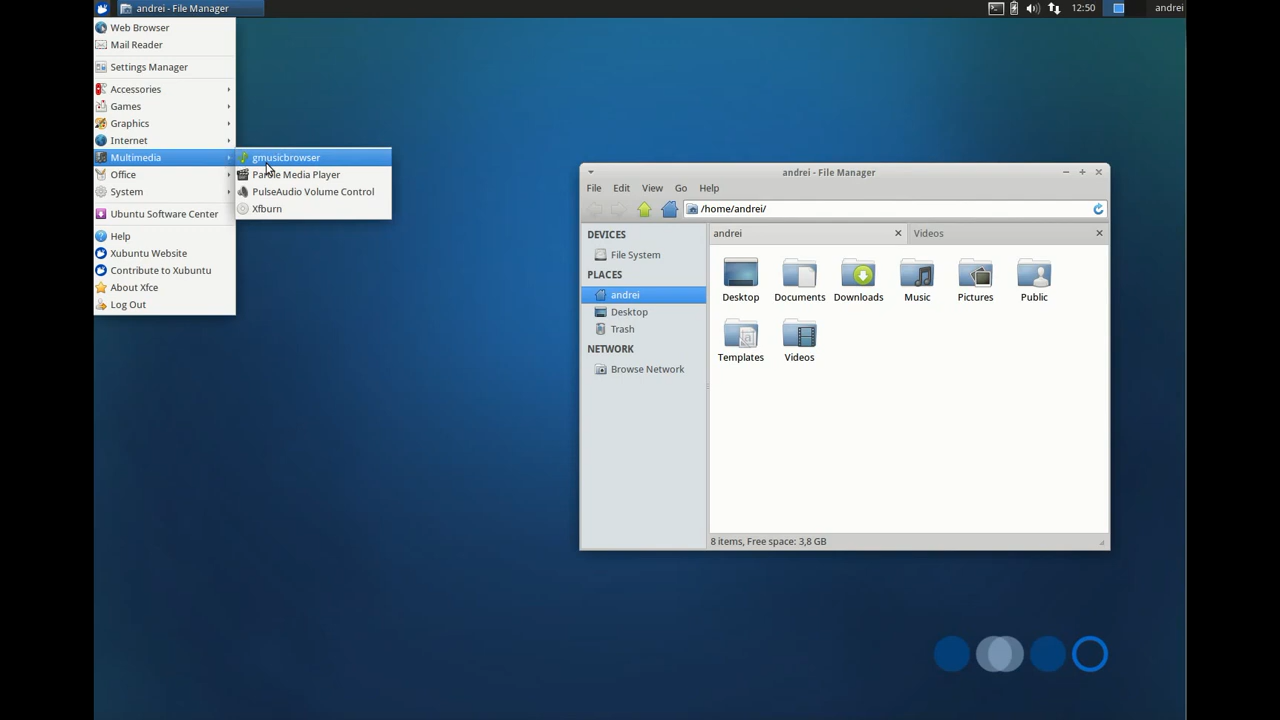 andrei - File Manager
12:50
andrei
Web Browser
Mail Reader
Settings Manager
Accessories
Games
Graphics
Internet
Multimedia
Office
System
Ubuntu Software Center
Help
Xubuntu Website
Contribute to Xubuntu
About Xfce
Log Out
gmusicbrowser
Parole Media Player
PulseAudio Volume Control
Xfburn
andrei - File Manager
File Edit View Go Help
/home/andrei/
DEVICES
File System
PLACES
andrei
Desktop
Trash
NETWORK
Browse Network
andrei
Videos
Desktop Documents Downloads Music Pictures Public
Templates Videos
8 items, Free space: 3,8 GB